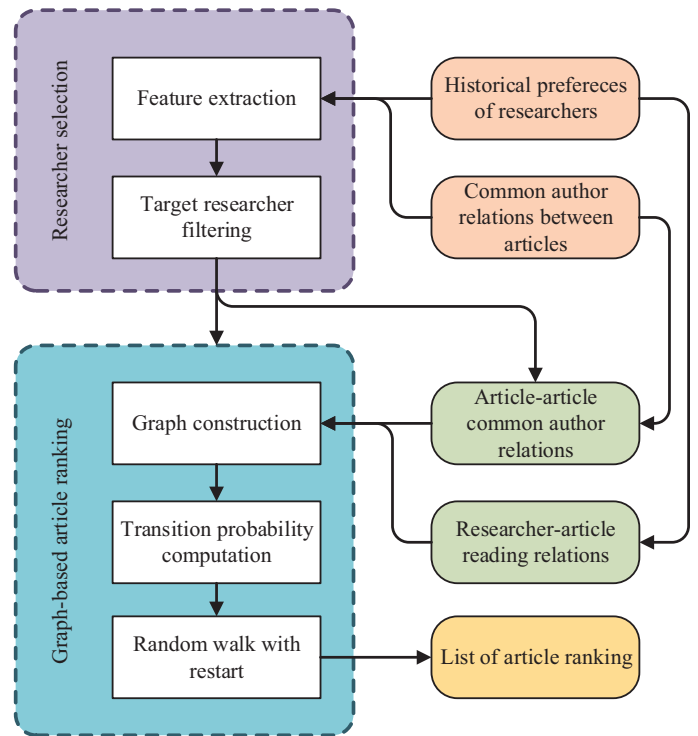 Researcher selection
Feature extraction
Target researcher
filtering
Historical prefereces
of researchers
Common author
relations between
articles
Graph-based article ranking
Graph construction
Transition probability
computation
Random walk with
restart
Article-article
common author
relations
Researcher-article
reading relations
List of article ranking